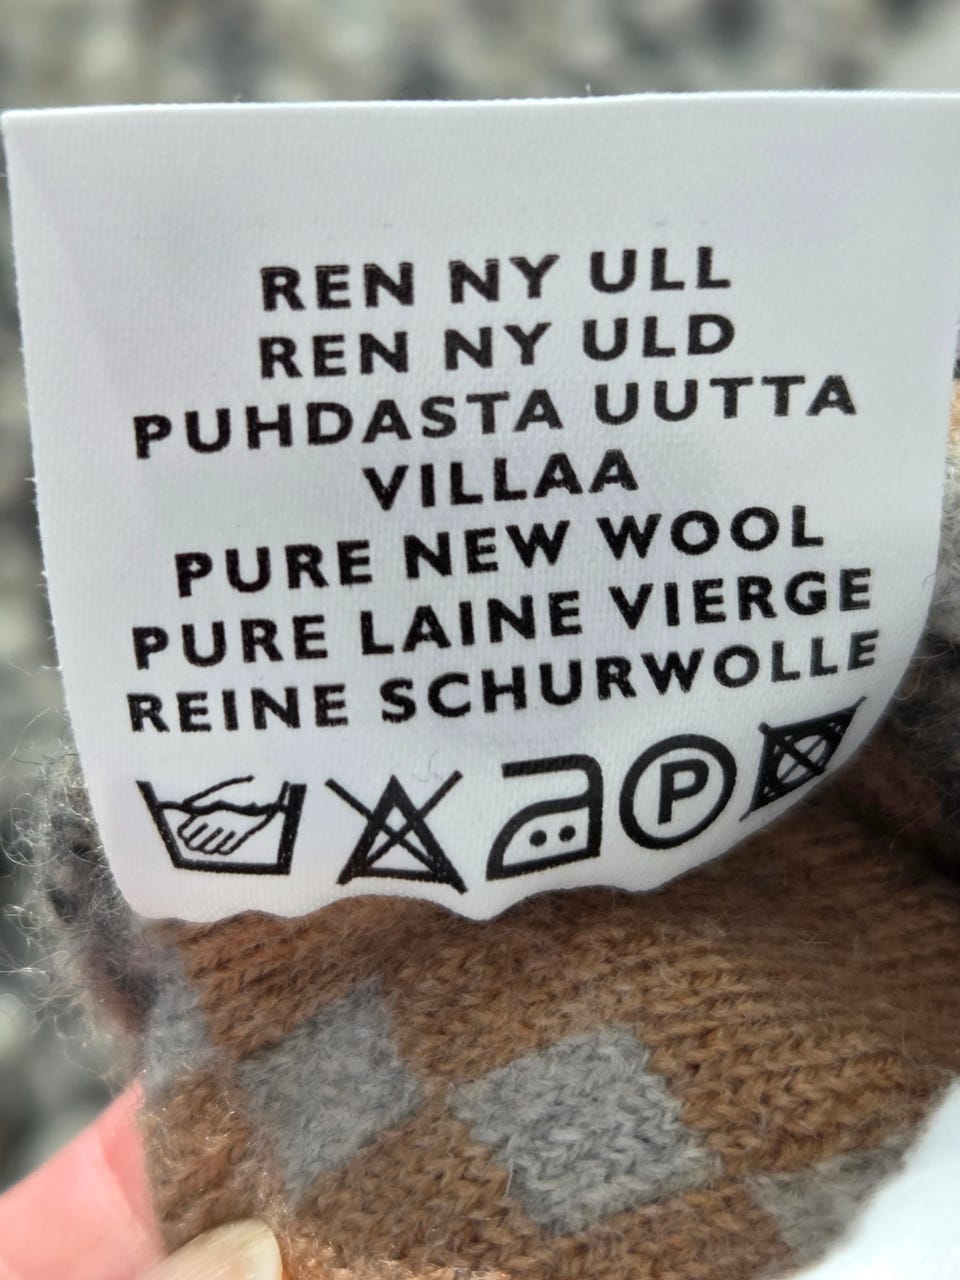 REN NY ULL
REN NY ULD
PUHDASTA UUTTA
VILLAA
PURE NEW WOOL
PURE LAINE VIERGE
REINE SCHURWOLLE
P